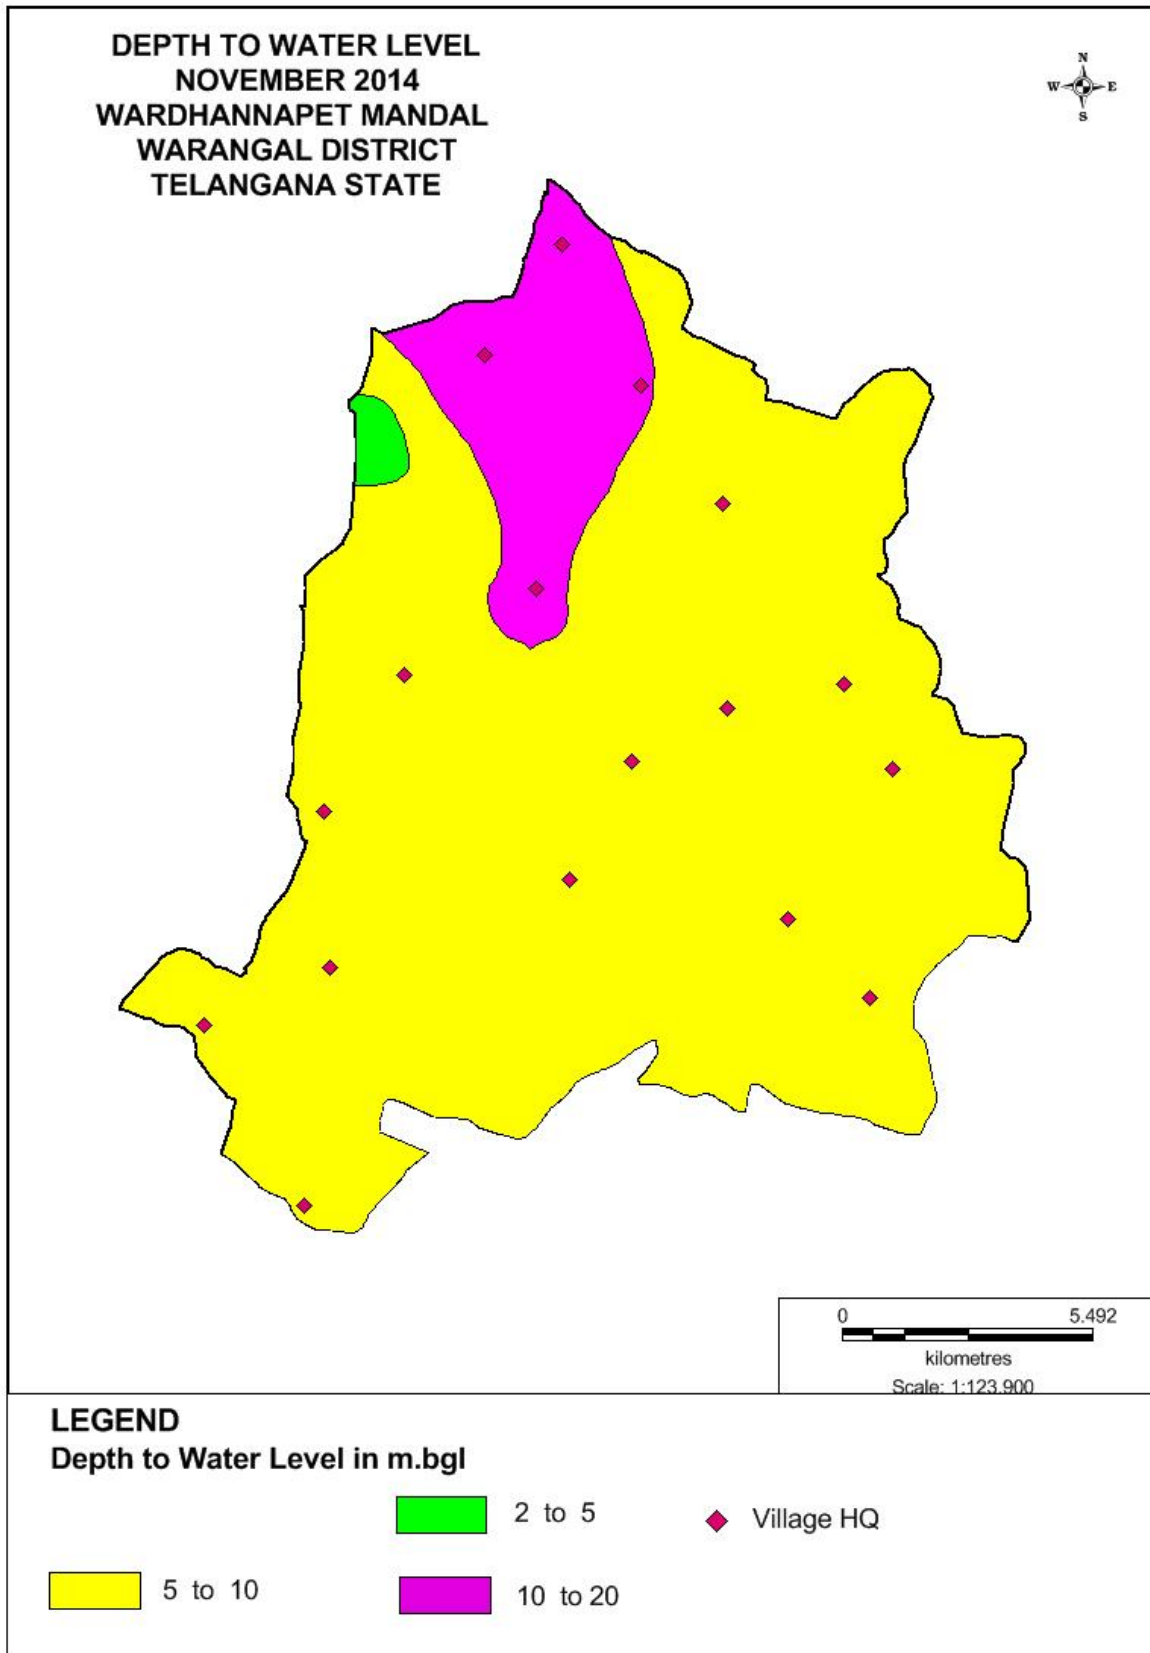 DEPTH TO WATER LEVEL
NOVEMBER 2014
WARDHANNAPET MANDAL
WARANGAL DISTRICT
TELANGANA STATE
N
W E
S
0 5.492
kilometres
Scale: 1:123,900
LEGEND
Depth to Water Level in m.bgl
2 to 5
Village HQ
5 to 10
10 to 20